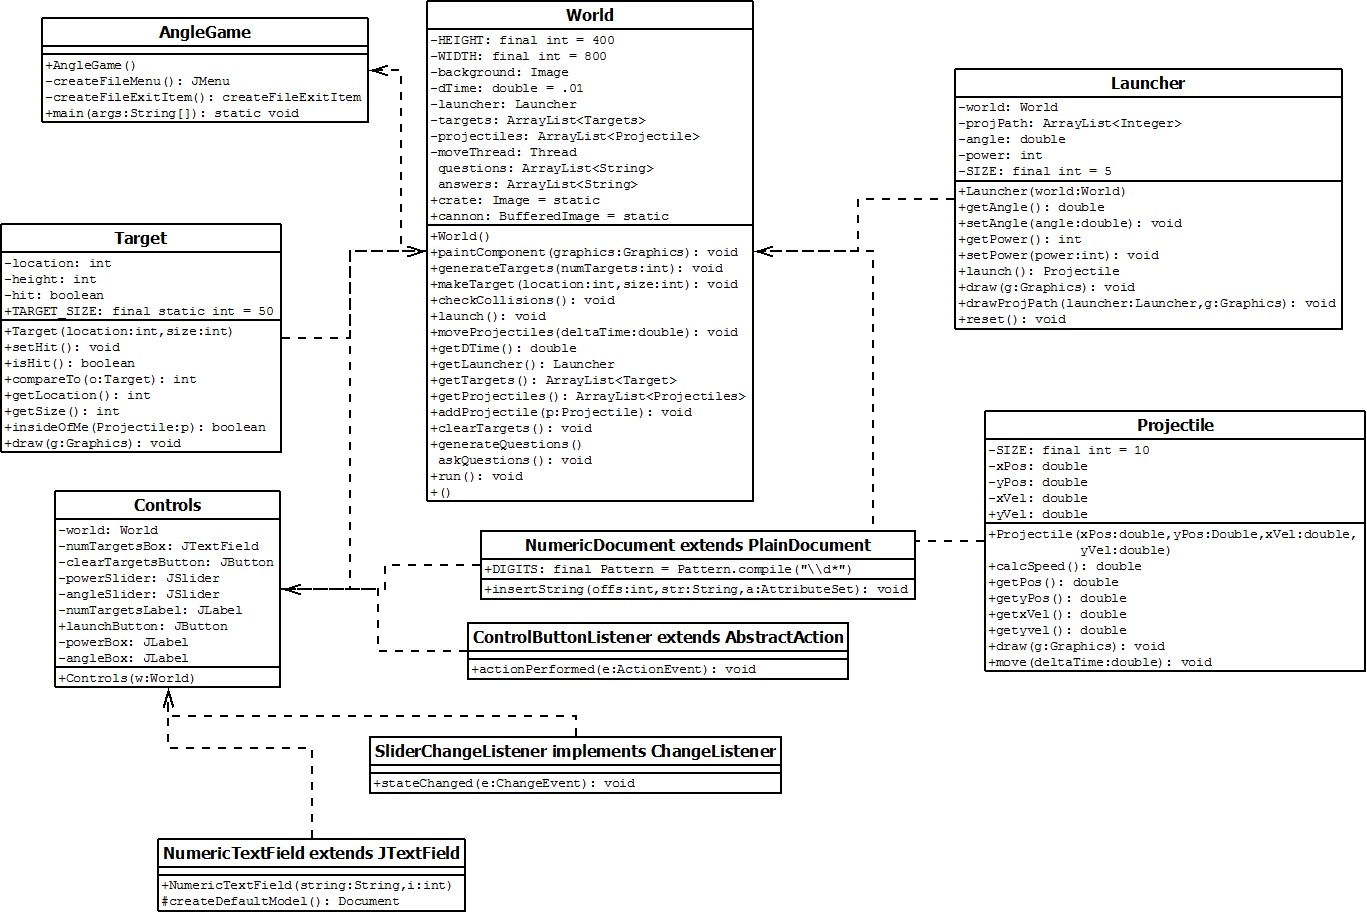 AngleGame
+AngleGame()
-createFileMenu(): JMenu
-createFileExitItem(): createFileExitItem
+main(args:String[]): static void
World
-HEIGHT: final int = 400
-WIDTH: final int = 800
-background: Image
-dTime: double = .01
-launcher: Launcher
-targets: ArrayList<Targets>
-projectiles: ArrayList<Projectile>
-moveThread: Thread
questions: ArrayList<String>
answers: ArrayList<String>
+crate: Image = static
+cannon: BufferedImage = static
+World()
+paintComponent(graphics:Graphics): void
+generateTargets(numTargets:int): void
+makeTarget(location:int,size:int): void
+checkCollisions(): void
+launch(): void
+moveProjectiles(deltaTime:double): void
+getDTime(): double
+getLauncher(): Launcher
+getTargets(): ArrayList<Target>
+getProjectiles(): ArrayList<Projectiles>
+addProjectile(p:Projectile): void
+clearTargets(): void
+generateQuestions()
askQuestions(): void
+run(): void
+()
Launcher
-world: World
-projPath: ArrayList<Integer>
-angle: double
-power: int
-SIZE: final int = 5
+Launcher(world:World)
+getAngle(): double
+setAngle(angle:double): void
+getPower(): int
+setPower(power:int): void
+launch(): Projectile
+draw(g:Graphics): void
+drawProjPath(launcher:Launcher,g:Graphics): void
+reset(): void
Target
-location: int
-height: int
-hit: boolean
+TARGET_SIZE: final static int = 50
+Target(location:int,size:int)
+setHit(): void
+isHit(): boolean
+compareTo(o:Target): int
+getLocation(): int
+getSize(): int
+insideOfMe(Projectile:p): boolean
+draw(g:Graphics): void
Projectile
-SIZE: final int = 10
-xPos: double
-yPos: double
-xVel: double
+yVel: double
+Projectile(xPos:double,yPos:Double,xVel:double,
yVel:double)
+calcSpeed(): double
+getPos(): double
+getyPos(): double
+getxVel(): double
+getyvel(): double
+draw(g:Graphics): void
+move(deltaTime:double): void
Controls
-world: World
-numTargetsBox: JTextField
-clearTargetsButton: JButton
-powerSlider: JSlider
-angleSlider: JSlider
-numTargetsLabel: JLabel
+launchButton: JButton
-powerBox: JLabel
-angleBox: JLabel
+Controls(w:World)
NumericDocument extends PlainDocument
+DIGITS: final Pattern = Pattern.compile("\\d*")
+insertString(offs:int,str:String,a:AttributeSet): void
ControlButtonListener extends AbstractAction
+actionPerformed(e:ActionEvent): void
SliderChangeListener implements ChangeListener
+stateChanged(e:ChangeEvent): void
NumericTextField extends JTextField
+NumericTextField(string:String,i:int)
#createDefaultModel(): Document